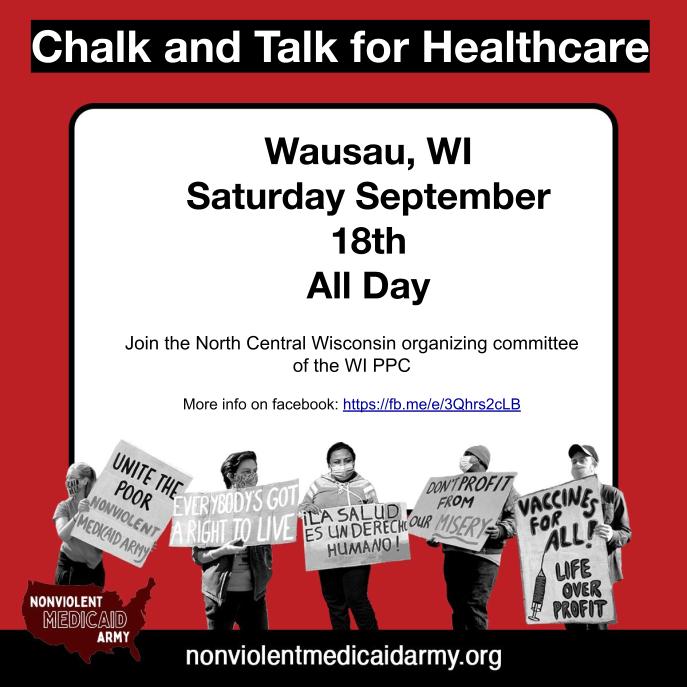 Chalk and Talk for Healthcare
Wausau, WI
Saturday September
18th
All Day
Join the North Central Wisconsin organizing committee
of the WI PPC
More info on facebook: https://fb.me/e/3Qhrs2cLB
UNITE THE
POOR
NONVIOLENT
MEDICAID ARMY
EVERYBODY'S GOT
A RIGHT TO LIVE
¡LA SALUD
ES UN DERECHO
HUMANO!
DON'T PROFIT
FROM
OUR MISERY
VACCINES
FOR
ALL!
LIFE
OVER
PROFIT
NONVIOLENT
MEDICAID
ARMY
nonviolentmedicaidarmy.org